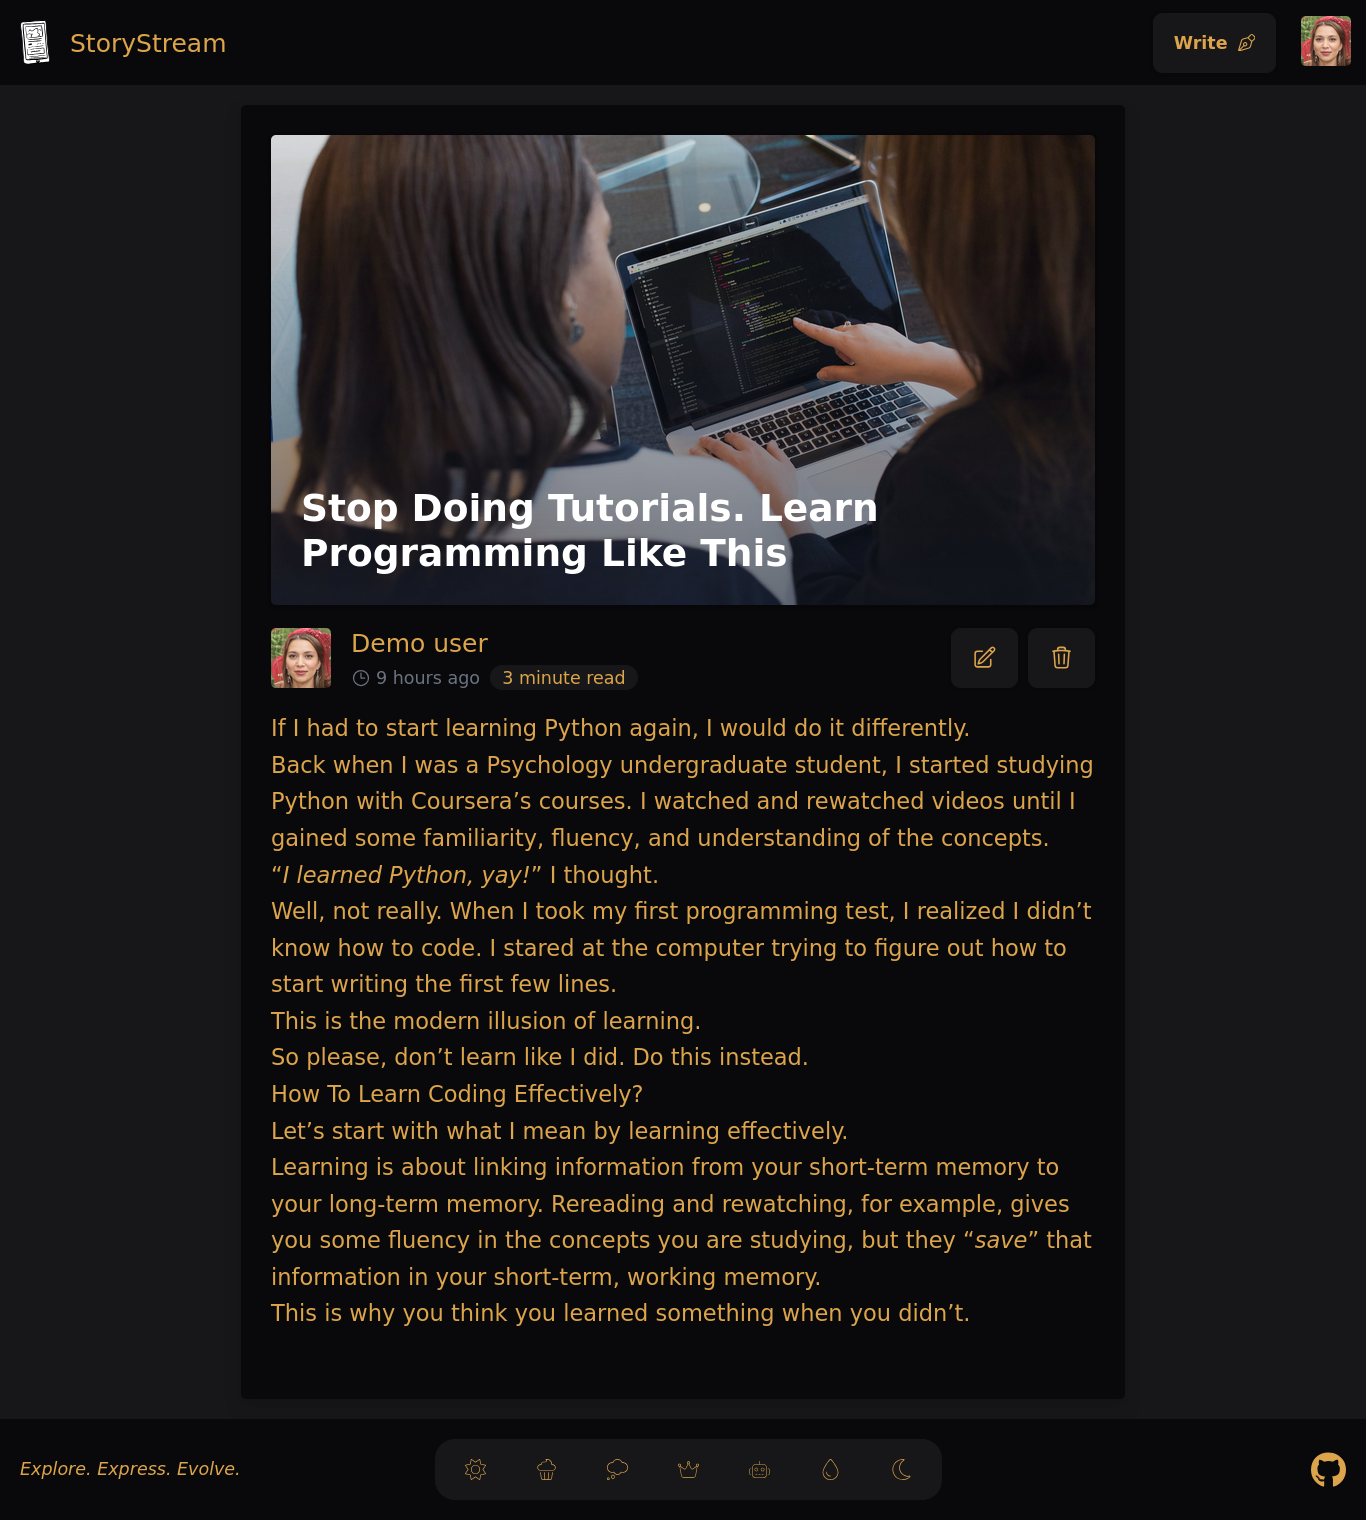 StoryStream
Write
Stop Doing Tutorials. Learn
Programming Like This
Demo user
9 hours ago 3 minute read
If I had to start learning Python again, I would do it differently.
Back when I was a Psychology undergraduate student, I started studying
Python with Coursera’s courses. I watched and rewatched videos until I
gained some familiarity, fluency, and understanding of the concepts.
“I learned Python, yay!” I thought.
Well, not really. When I took my first programming test, I realized I didn’t
know how to code. I stared at the computer trying to figure out how to
start writing the first few lines.
This is the modern illusion of learning.
So please, don’t learn like I did. Do this instead.
How To Learn Coding Effectively?
Let’s start with what I mean by learning effectively.
Learning is about linking information from your short-term memory to
your long-term memory. Rereading and rewatching, for example, gives
you some fluency in the concepts you are studying, but they “save” that
information in your short-term, working memory.
This is why you think you learned something when you didn’t.
Explore. Express. Evolve.